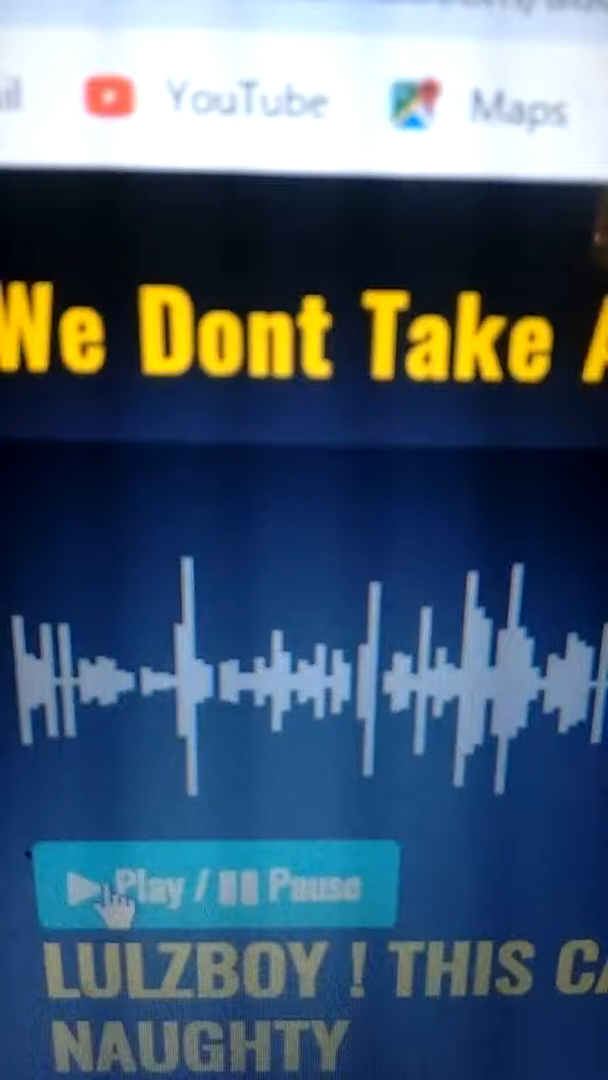 YouTube Maps
We Dont Take
Play / Pause
LULZBOY ! THIS
NAUGHTY